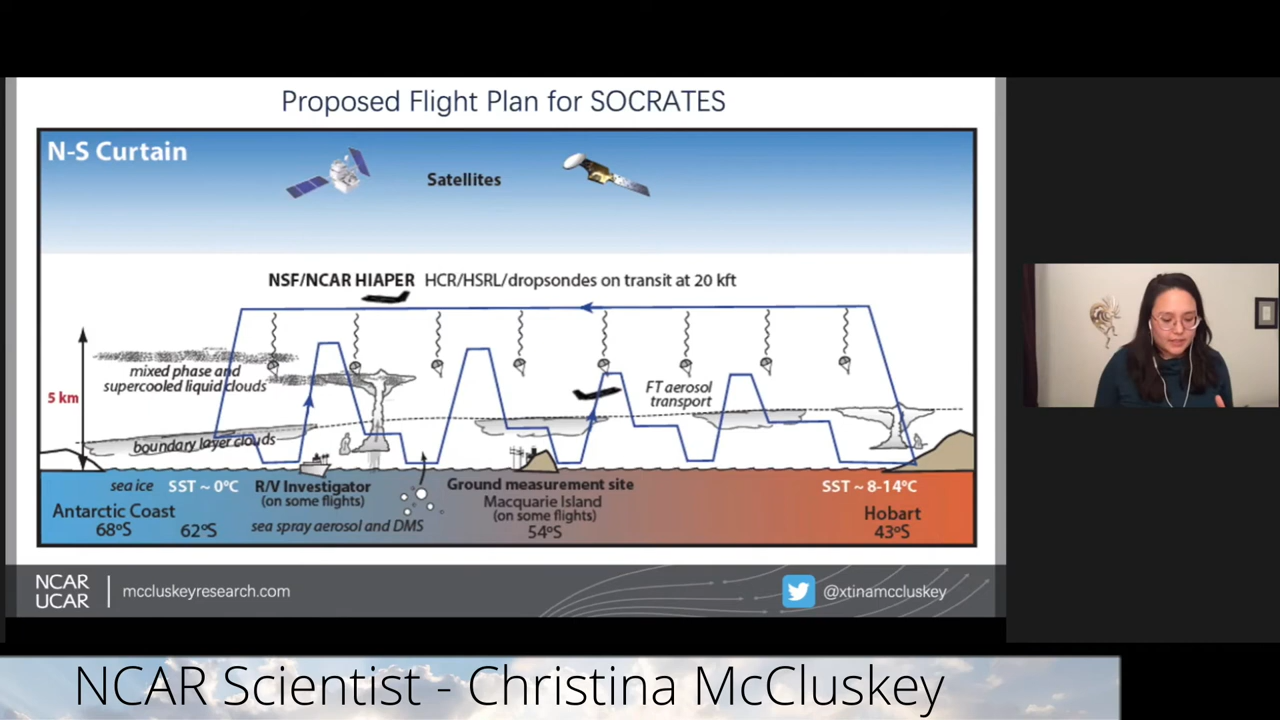 Proposed Flight Plan for SOCRATES
N-S Curtain
Satellites
NSF/NCAR HIAPER HCR/HSRL/dropsondes on transit at 20 kft
mixed phase and
supercooled liquid clouds
5 km
FT aerosol
transport
boundary layer clouds
sea ice SST ~ 0°C
R/V Investigator
(on some flights)
sea spray aerosol and DMS
Ground measurement site
Macquarie Island
(on some flights)
54°S
SST ~ 8-14°C
Antarctic Coast
68°S 62°S
Hobart
43°S
NCAR
UCAR
mccluskeyresearch.com
@xtinamccluskey
NCAR Scientist - Christina McCluskey